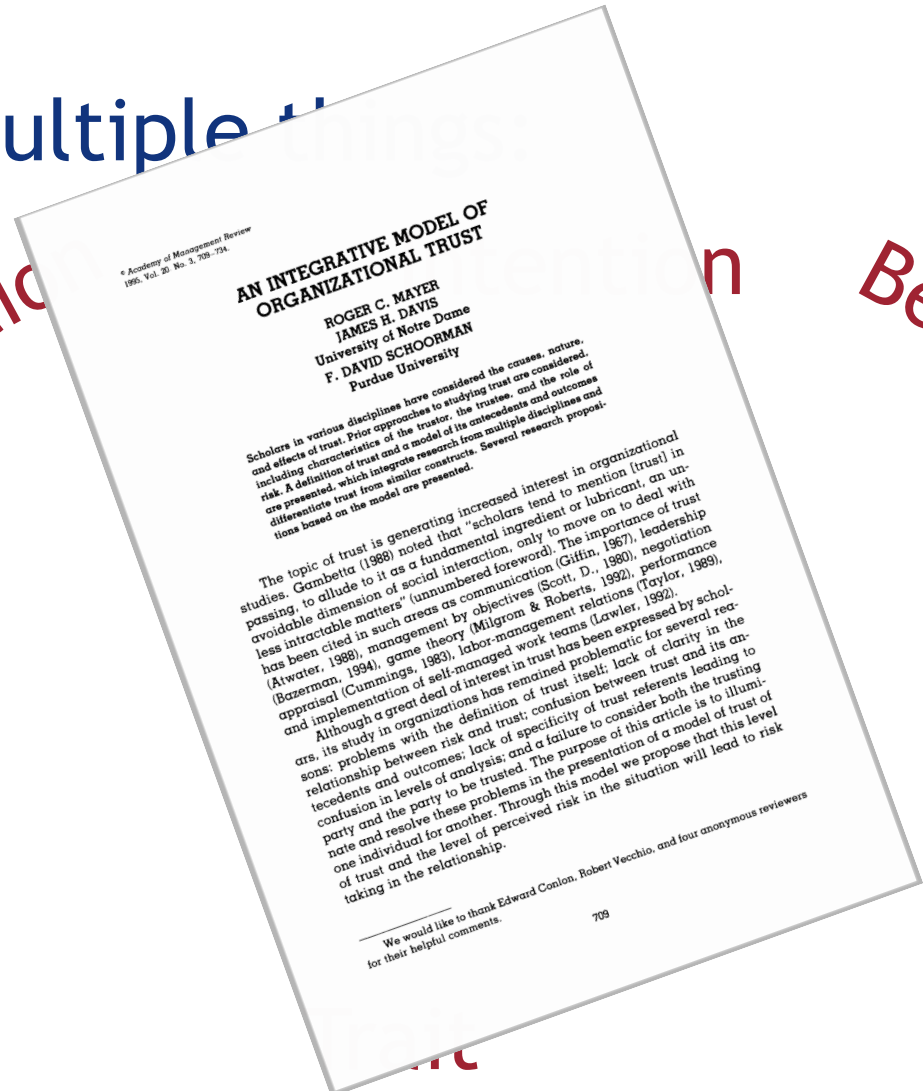 ultiple things:
ntention
Be
© Academy of Management Review
1995, Vol. 20. No. 3, 709-734.
AN INTEGRATIVE MODEL OF
ORGANIZATIONAL TRUST
ROGER C. MAYER
JAMES H. DAVIS
University of Notre Dame
F. DAVID SCHOORMAN
Purdue University
Scholars in various disciplines have considered the causes, nature,
and effects of trust. Prior approaches to studying trust are considered,
including characteristics of the trustor, the trustee, and the role of
risk. A definition of trust and a model of its antecedents and outcomes
are presented, which integrate research from multiple disciplines and
differentiate trust from similar constructs. Several research proposi-
tions based on the model are presented.
The topic of trust is generating increased interest in organizational
studies. Gambetta (1988) noted that "scholars tend to mention [trust] in
passing, to allude to it as a fundamental ingredient or lubricant, an un-
avoidable dimension of social interaction, only to move on to deal with
less intractable matters" (unnumbered foreword). The importance of trust
has been cited in such areas as communication (Giffin, 1967), leadership
(Atwater, 1988), management by objectives (Scott, D., 1980), negotiation
(Bazerman, 1994), game theory (Milgrom & Roberts, 1992), performance
appraisal (Cummings, 1983), labor-management relations (Taylor, 1989),
and implementation of self-managed work teams (Lawler, 1992).
Although a great deal of interest in trust has been expressed by schol-
ars, its study in organizations has remained problematic for several rea-
sons: problems with the definition of trust itself; lack of clarity in the
relationship between risk and trust; confusion between trust and its an-
tecedents and outcomes; lack of specificity of trust referents leading to
confusion in levels of analysis; and a failure to consider both the trusting
party and the party to be trusted. The purpose of this article is to illumi-
nate and resolve these problems in the presentation of a model of trust of
one individual for another. Through this model we propose that this level
of trust and the level of perceived risk in the situation will lead to risk
taking in the relationship.
We would like to thank Edward Conlon, Robert Vecchio, and four anonymous reviewers
for their helpful comments.
709
Trait